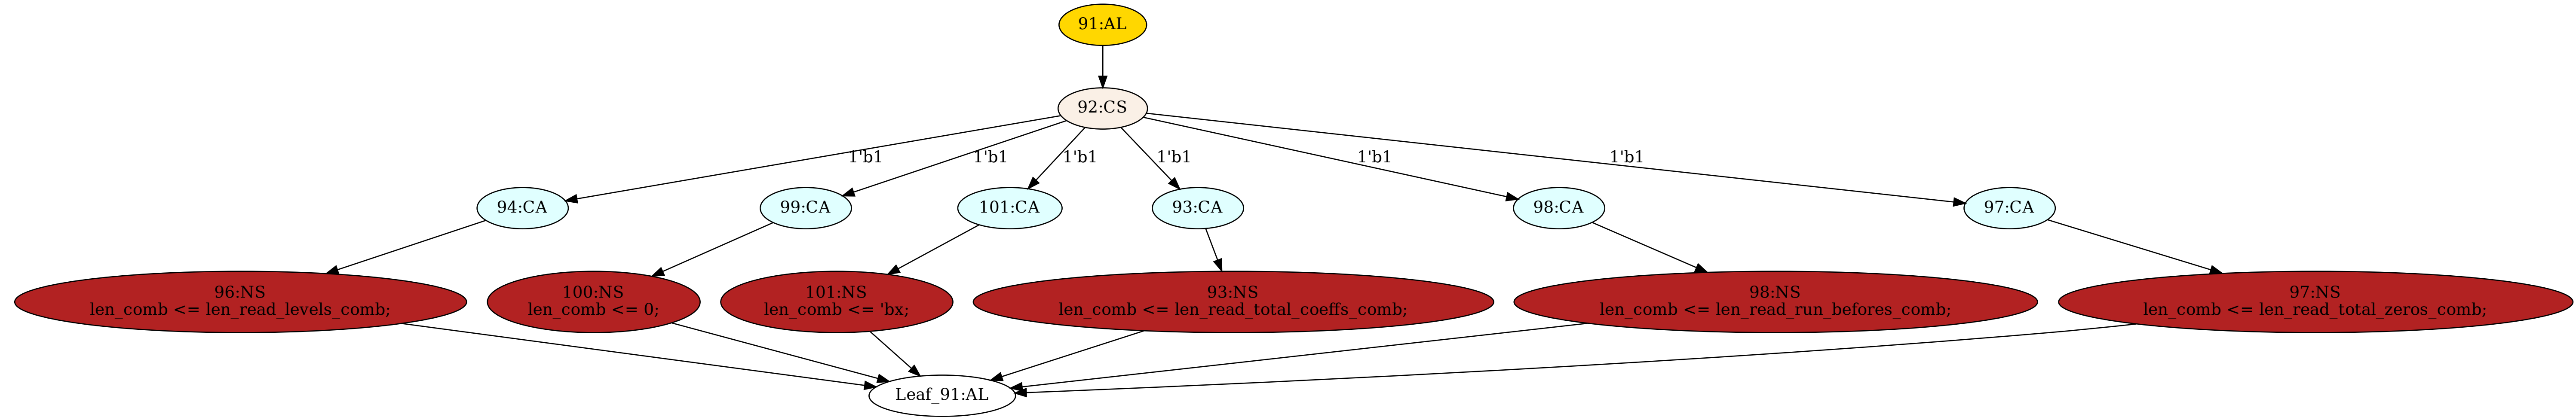 91:AL
92:CS
1'b1
1'b1
1'b1
1'b1
1'b1
1'b1
94:CA
99:CA
101:CA
93:CA
98:CA
97:CA
96:NS
len_comb <= len_read_levels_comb;
100:NS
len_comb <= 0;
101:NS
len_comb <= 'bx;
93:NS
len_comb <= len_read_total_coeffs_comb;
98:NS
len_comb <= len_read_run_befores_comb;
97:NS
len_comb <= len_read_total_zeros_comb;
Leaf_91:AL